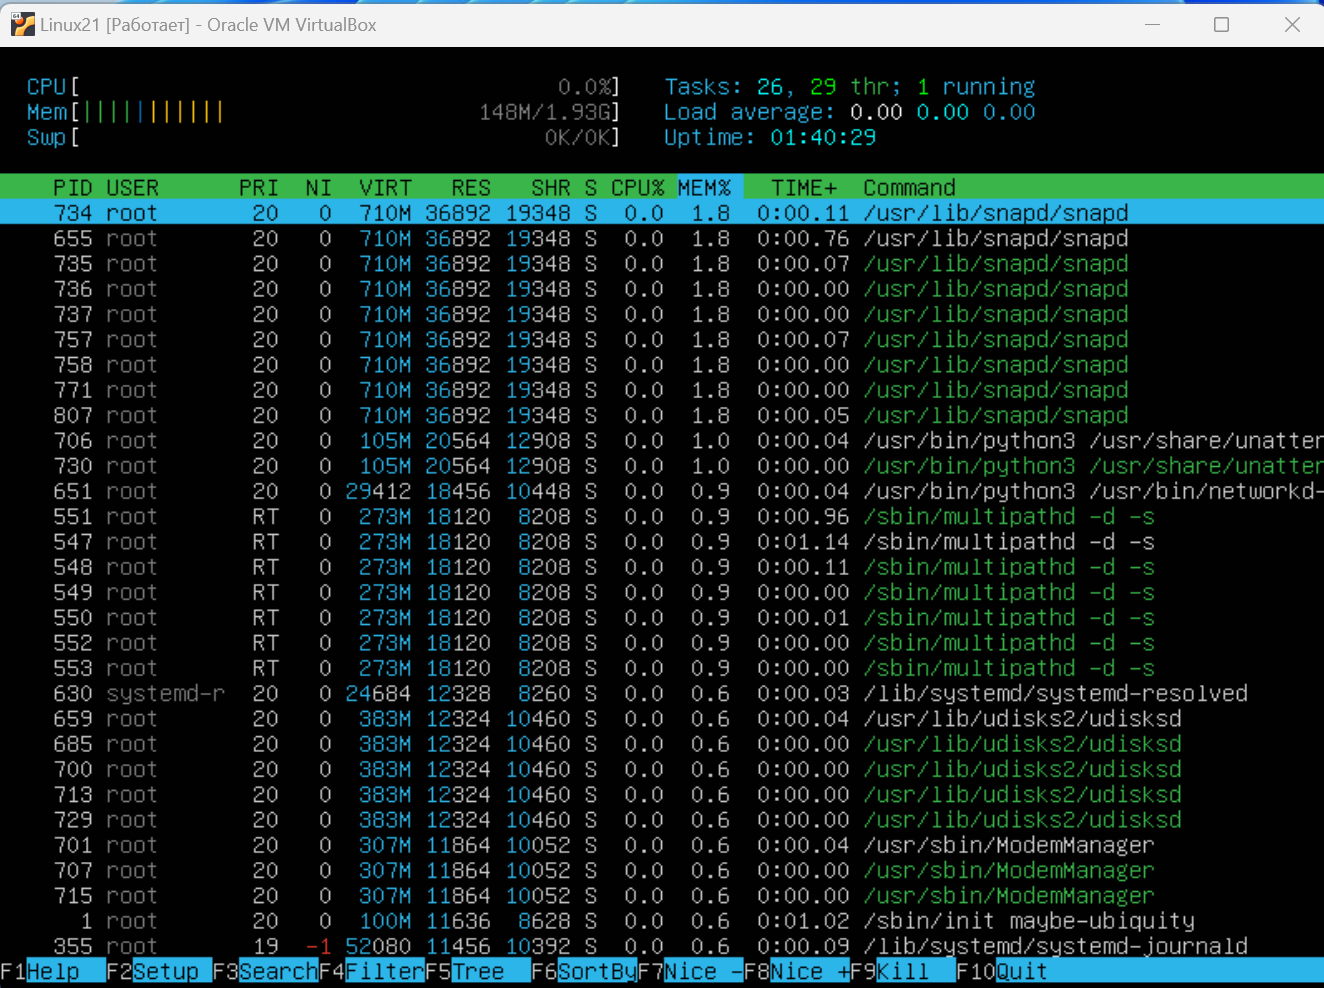 Linux21 [Работает] - Oracle VM VirtualBox
CPU[ 0.0%] Tasks: 26, 29 thr; 1 running
Mem[||||||||||| 148M/1.93G] Load average: 0.00 0.00 0.00
Swp[ 0K/0K] Uptime: 01:40:29
PID USER PRI NI VIRT RES SHR S CPU% MEM% TIME+ Command
734 root 20 0 710M 36892 19348 S 0.0 1.8 0:00.11 /usr/lib/snapd/snapd
655 root 20 0 710M 36892 19348 S 0.0 1.8 0:00.76 /usr/lib/snapd/snapd
735 root 20 0 710M 36892 19348 S 0.0 1.8 0:00.07 /usr/lib/snapd/snapd
736 root 20 0 710M 36892 19348 S 0.0 1.8 0:00.00 /usr/lib/snapd/snapd
737 root 20 0 710M 36892 19348 S 0.0 1.8 0:00.00 /usr/lib/snapd/snapd
757 root 20 0 710M 36892 19348 S 0.0 1.8 0:00.07 /usr/lib/snapd/snapd
758 root 20 0 710M 36892 19348 S 0.0 1.8 0:00.00 /usr/lib/snapd/snapd
771 root 20 0 710M 36892 19348 S 0.0 1.8 0:00.00 /usr/lib/snapd/snapd
807 root 20 0 710M 36892 19348 S 0.0 1.8 0:00.05 /usr/lib/snapd/snapd
706 root 20 0 105M 20564 12908 S 0.0 1.0 0:00.04 /usr/bin/python3 /usr/share/unatter
730 root 20 0 105M 20564 12908 S 0.0 1.0 0:00.00 /usr/bin/python3 /usr/share/unatter
651 root 20 0 29412 18456 10448 S 0.0 0.9 0:00.04 /usr/bin/python3 /usr/bin/networkd-
551 root RT 0 273M 18120 8208 S 0.0 0.9 0:00.96 /sbin/multipathd -d -s
547 root RT 0 273M 18120 8208 S 0.0 0.9 0:01.14 /sbin/multipathd -d -s
548 root RT 0 273M 18120 8208 S 0.0 0.9 0:00.11 /sbin/multipathd -d -s
549 root RT 0 273M 18120 8208 S 0.0 0.9 0:00.00 /sbin/multipathd -d -s
550 root RT 0 273M 18120 8208 S 0.0 0.9 0:00.01 /sbin/multipathd -d -s
552 root RT 0 273M 18120 8208 S 0.0 0.9 0:00.00 /sbin/multipathd -d -s
553 root RT 0 273M 18120 8208 S 0.0 0.9 0:00.00 /sbin/multipathd -d -s
630 systemd-r 20 0 24684 12328 8260 S 0.0 0.6 0:00.03 /lib/systemd/systemd-resolved
659 root 20 0 383M 12324 10460 S 0.0 0.6 0:00.04 /usr/lib/udisks2/udisksd
685 root 20 0 383M 12324 10460 S 0.0 0.6 0:00.00 /usr/lib/udisks2/udisksd
700 root 20 0 383M 12324 10460 S 0.0 0.6 0:00.00 /usr/lib/udisks2/udisksd
713 root 20 0 383M 12324 10460 S 0.0 0.6 0:00.00 /usr/lib/udisks2/udisksd
729 root 20 0 383M 12324 10460 S 0.0 0.6 0:00.00 /usr/lib/udisks2/udisksd
701 root 20 0 307M 11864 10052 S 0.0 0.6 0:00.04 /usr/sbin/ModemManager
707 root 20 0 307M 11864 10052 S 0.0 0.6 0:00.00 /usr/sbin/ModemManager
715 root 20 0 307M 11864 10052 S 0.0 0.6 0:00.00 /usr/sbin/ModemManager
1 root 20 0 100M 11636 8628 S 0.0 0.6 0:01.02 /sbin/init maybe-ubiquity
355 root 19 -1 52080 11456 10392 S 0.0 0.6 0:00.09 /lib/systemd/systemd-journald
F1Help F2Setup F3SearchF4FilterF5Tree F6SortByF7Nice -F8Nice +F9Kill F10Quit